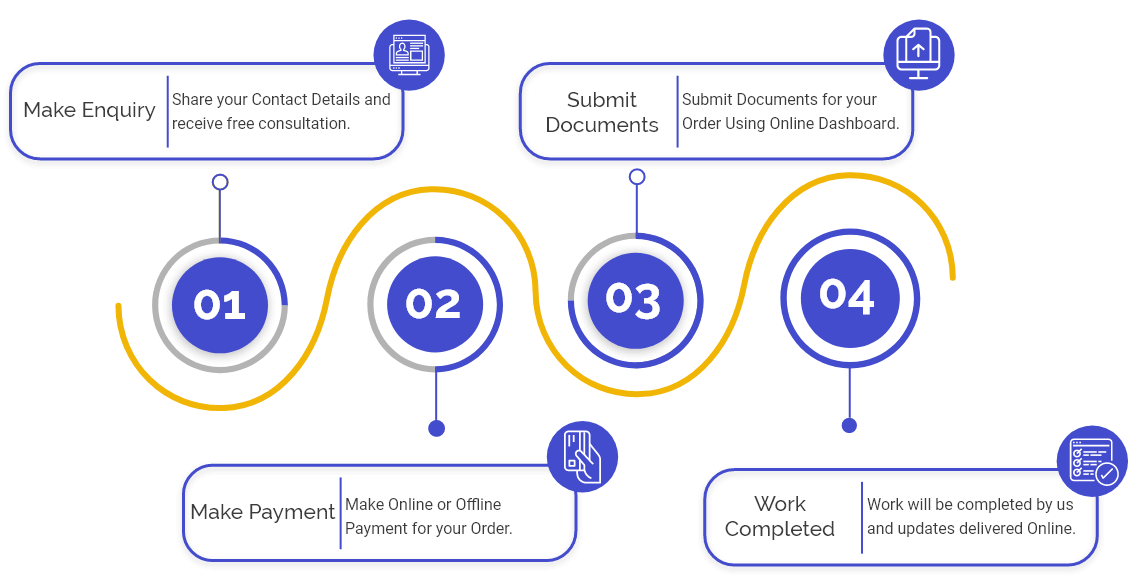 Make Enquiry
Share your Contact Details and
receive free consultation.
01
Make Payment
Make Online or Offline
Payment for your Order.
02
Submit
Documents
Submit Documents for your
Order Using Online Dashboard.
03
Work
Completed
Work will be completed by us
and updates delivered Online.
04